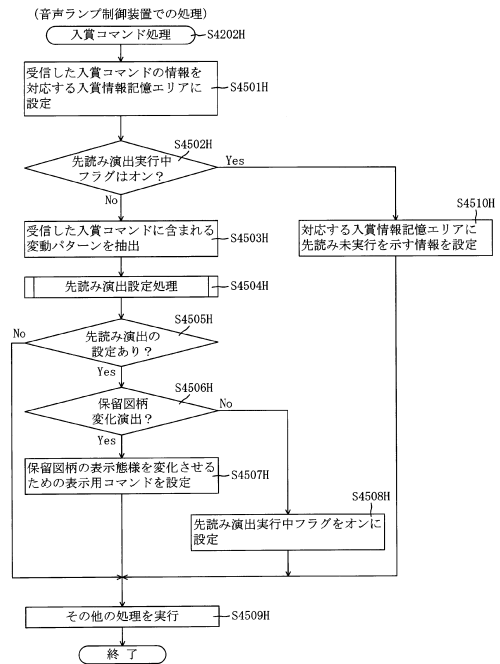 (音声ランプ制御装置での処理)
入賞コマンド処理
S4202H
受信した入賞コマンドの情報を
対応する入賞情報記憶エリアに
設定
S4501H
S4502H
先読み演出実行中
フラグはオン?
Yes
No
S4510H
対応する入賞情報記憶エリアに
先読み未実行を示す情報を設定
受信した入賞コマンドに含まれる
変動パターンを抽出
S4503H
先読み演出設定処理
S4504H
S4505H
No
先読み演出の
設定あり?
Yes
S4506H
保留図柄
変化演出?
No
Yes
保留図柄の表示態様を変化させる
ための表示用コマンドを設定
S4507H
S4508H
先読み演出実行中フラグをオンに
設定
その他の処理を実行
S4509H
終 了